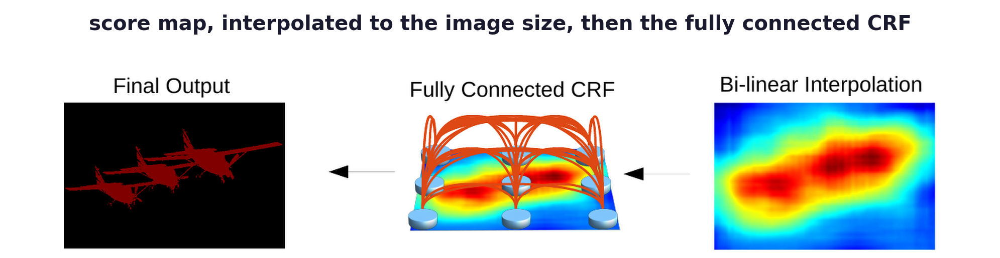 score map, interpolated to the image size, then the fully connected CRF
Final Output
Fully Connected CRF
Bi-linear Interpolation